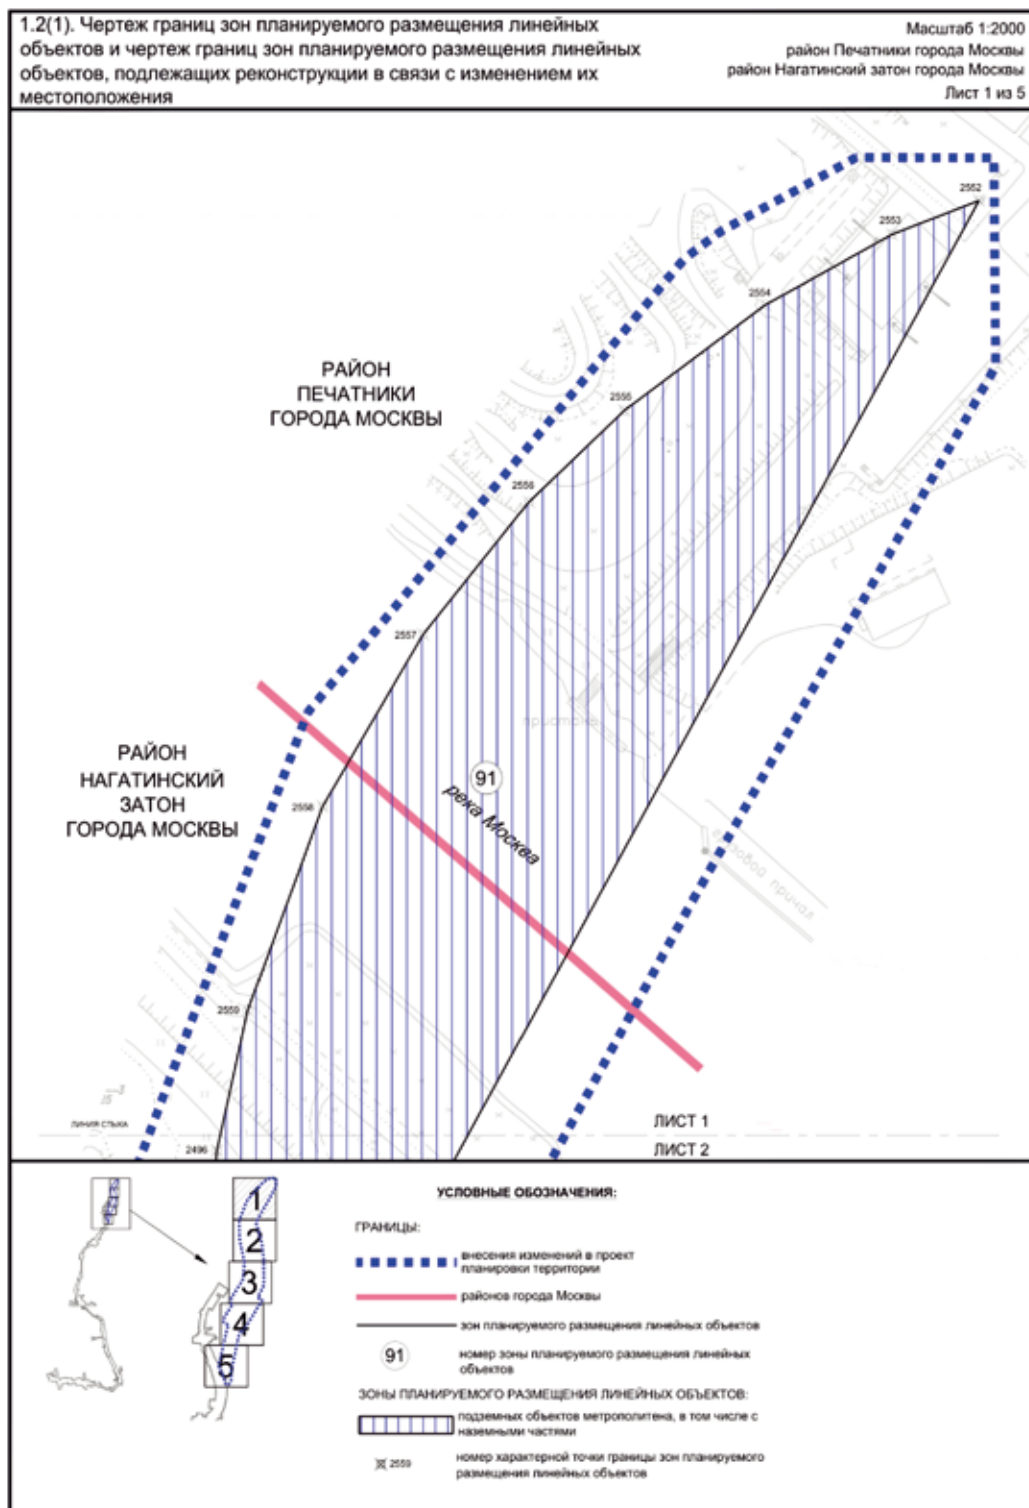 1.2(1). Чертеж границ зон планируемого размещения линейных
объектов и чертеж границ зон планируемого размещения линейных
объектов, подлежащих реконструкции в связи с изменением их
местоположения
Масштаб 1:2000
район Печатники города Москвы
район Нагатинский затон города Москвы
Лист 1 из 5
2552
2553
2554
2555
РАЙОН
ПЕЧАТНИКИ
ГОРОДА МОСКВЫ
2556
2557
пристань
РАЙОН
НАГАТИНСКИЙ
ЗАТОН
ГОРОДА МОСКВЫ
91
река Москва
2558
причал
2559
ЛИНИЯ СТЫКА
ЛИСТ 1
ЛИСТ 2
2496
1
2
3
4
5
УСЛОВНЫЕ ОБОЗНАЧЕНИЯ:
ГРАНИЦЫ:
внесения изменений в проект
планировки территории
районов города Москвы
зон планируемого размещения линейных объектов
91
номер зоны планируемого размещения линейных
объектов
ЗОНЫ ПЛАНИРУЕМОГО РАЗМЕЩЕНИЯ ЛИНЕЙНЫХ ОБЪЕКТОВ:
подземных объектов метрополитена, в том числе с
наземными частями
2559
номер характерной точки границы зон планируемого
размещения линейных объектов